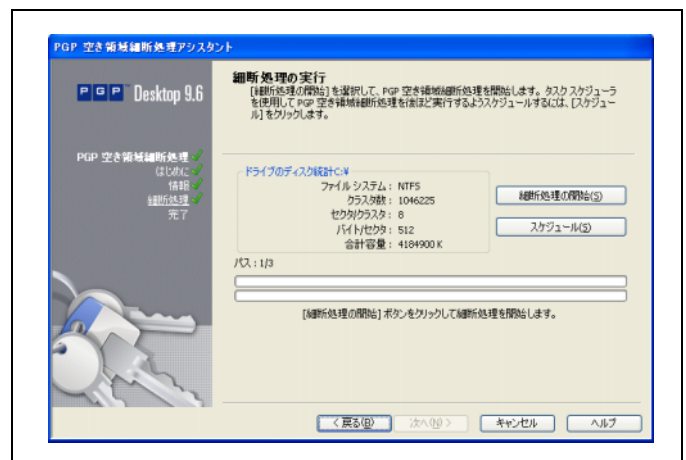 PGP 空き領域細断処理アシスタント
PGP Desktop 9.6
PGP 空き領域細断処理
はじめに
情報
細断処理
完了
細断処理の実行
[細断処理の開始] を選択して、PGP 空き領域細断処理を開始します。タスク スケジューラ
を使用して PGP 空き領域細断処理を後ほど実行するようスケジュールするには、[スケジュー
ル] をクリックします。
ドライブのディスク統計C:¥
ファイル システム: NTFS
クラスタ数: 1046225
セクタ/クラスタ: 8
バイト/セクタ: 512
合計容量: 4184900 K
細断処理の開始(S)
スケジュール(S)
パス: 1/3
[細断処理の開始] ボタンをクリックして細断処理を開始します。
< 戻る(B)
次へ(N) >
キャンセル
ヘルプ